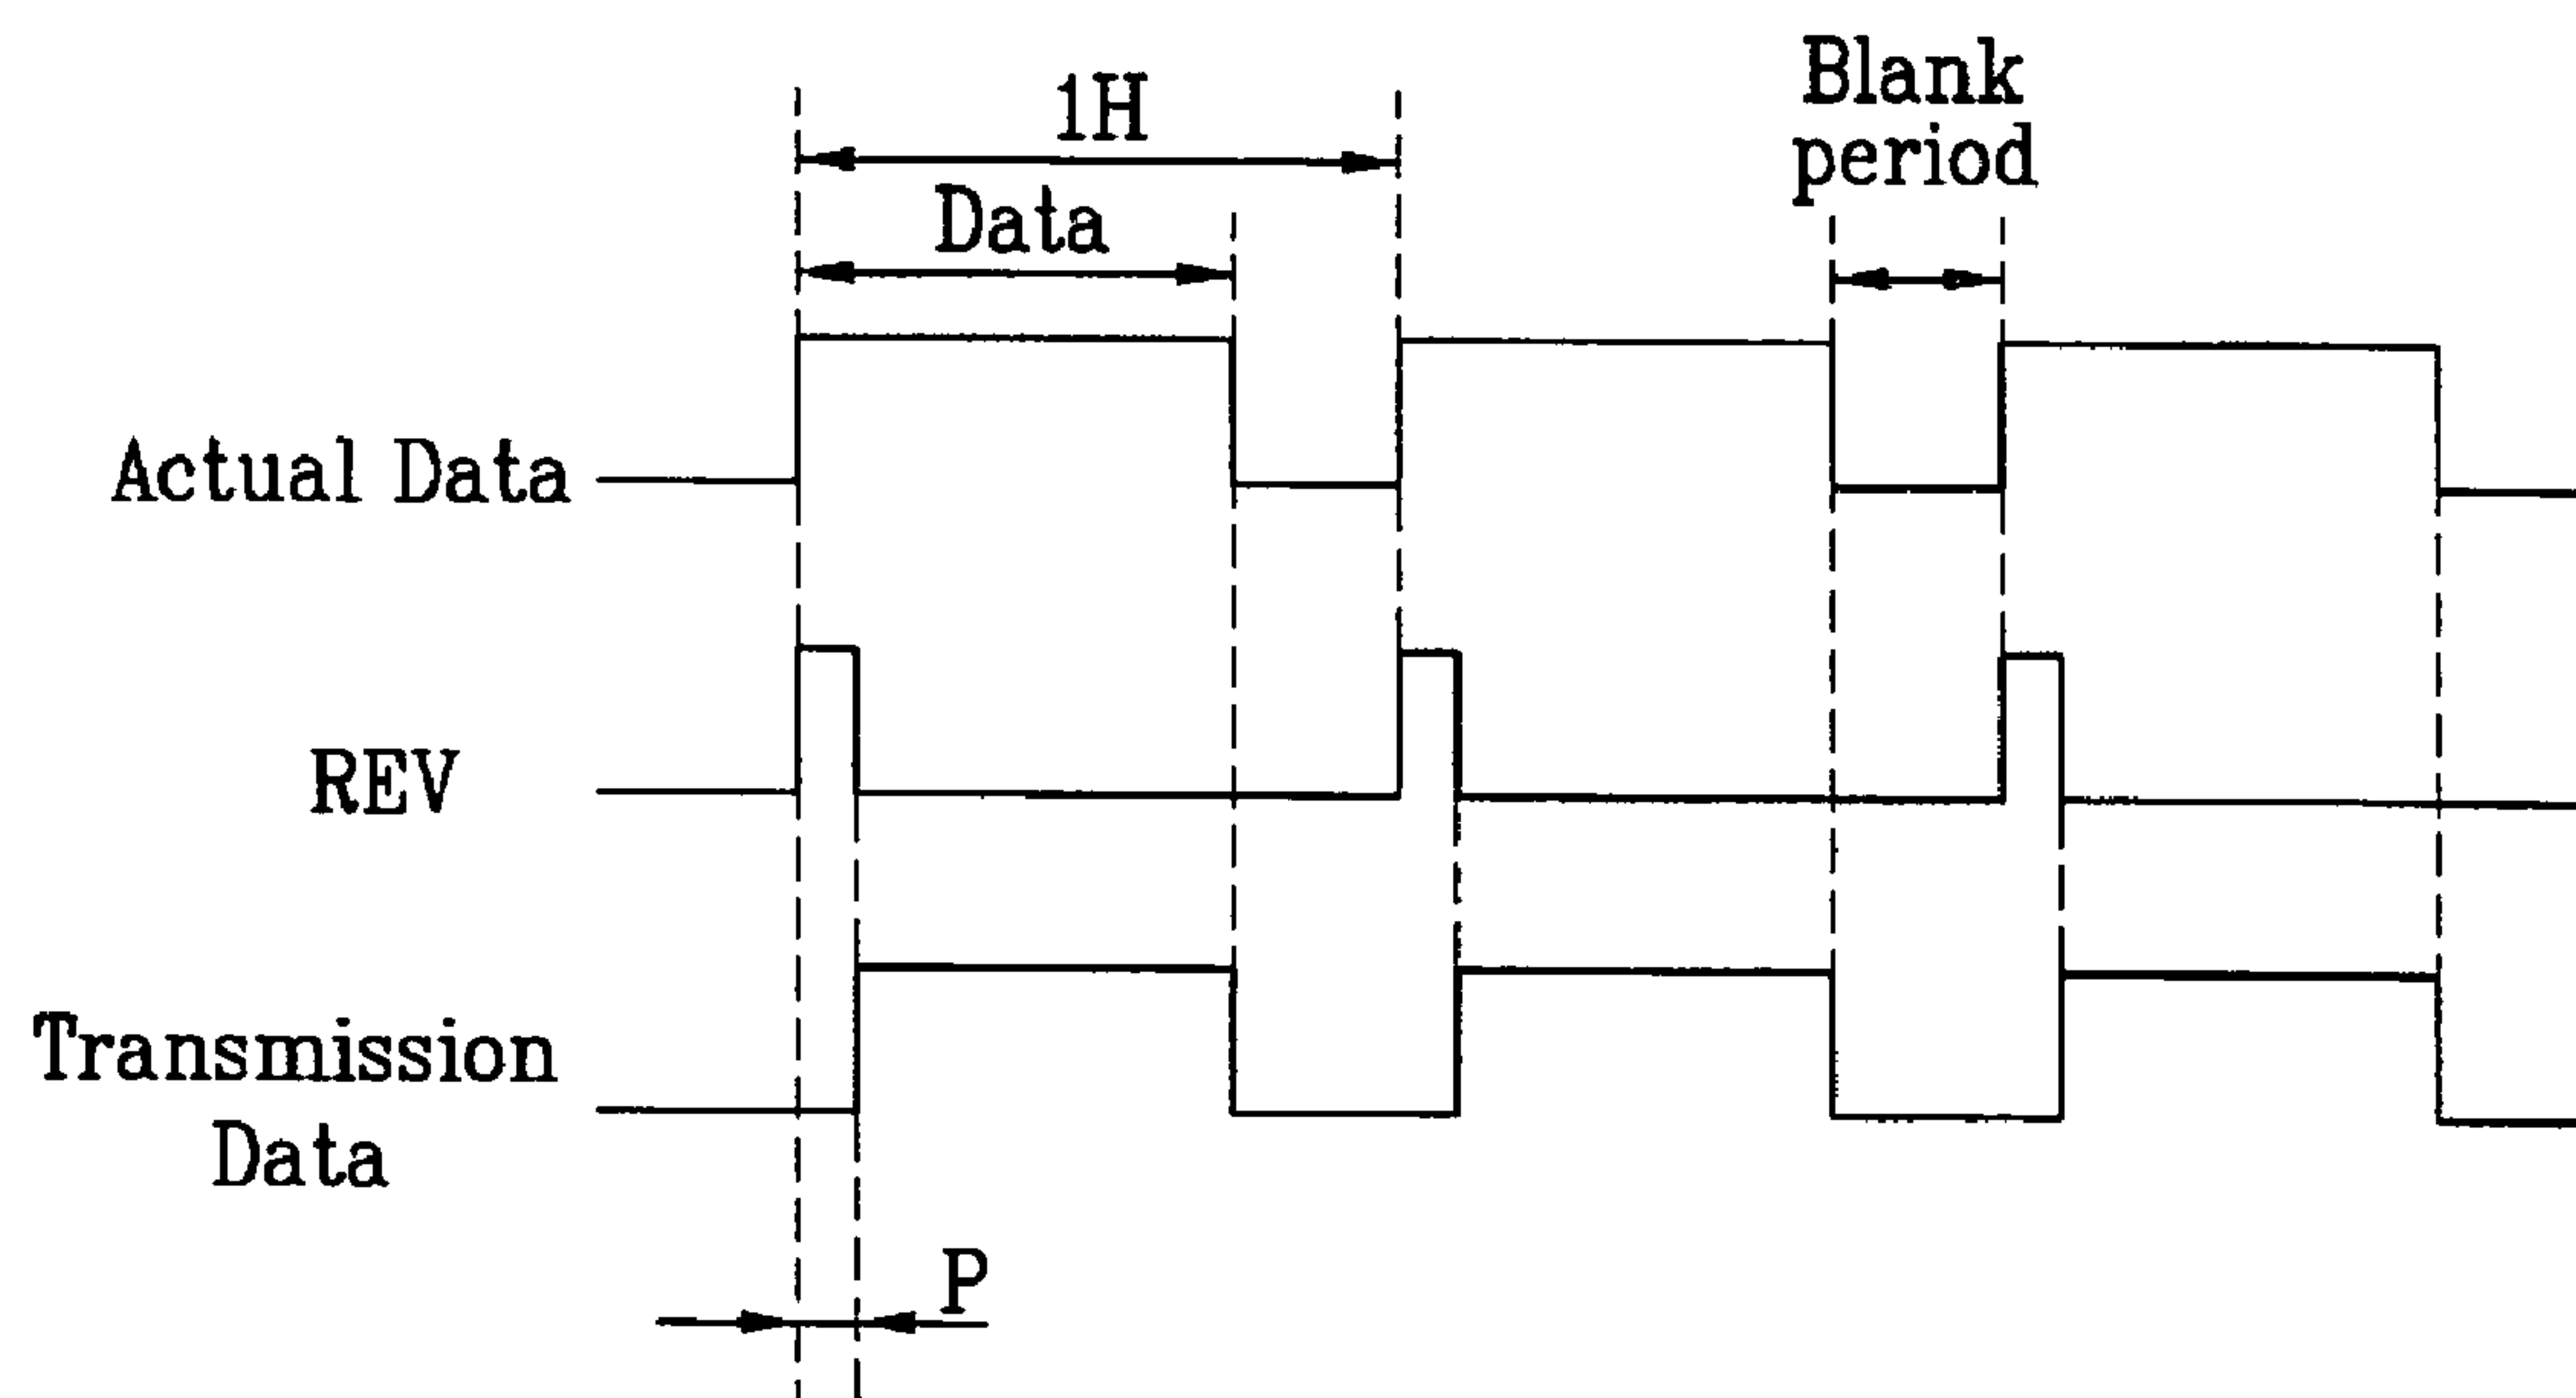 Blank
period
1H
Data
Actual Data
REV
Transmission
Data
P